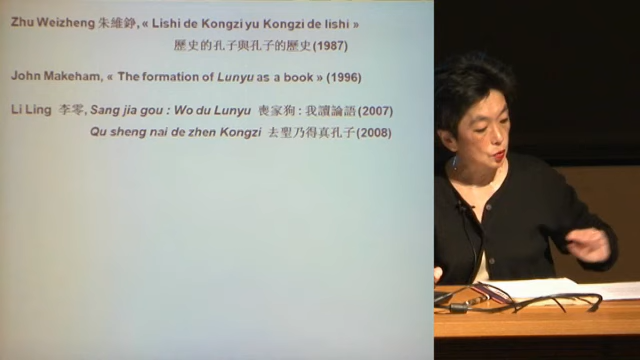 Zhu Weizheng 朱維錚, « Lishi de Kongzi yu Kongzi de lishi »
歷史的孔子與孔子的歷史 (1987)
John Makeham, « The formation of Lunyu as a book » (1996)
Li Ling 李零, Sang jia gou : Wo du Lunyu 喪家狗 : 我讀論語 (2007)
Qu sheng nai de zhen Kongzi 去聖乃得真孔子 (2008)